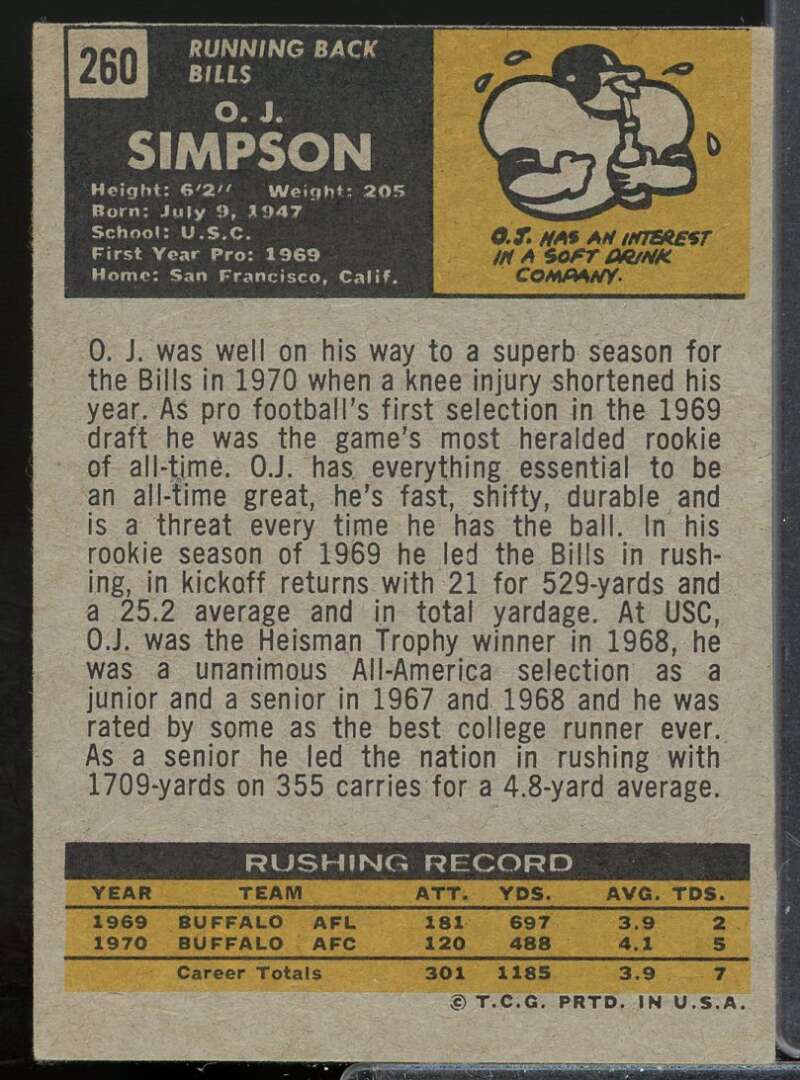 260
RUNNING BACK
BILLS
O. J.
SIMPSON
Height: 6'2" Weight: 205
Born: July 9, 1947
School: U.S.C.
First Year Pro: 1969
Home: San Francisco, Calif.
O.J. HAS AN INTEREST
IN A SOFT DRINK
COMPANY.
O. J. was well on his way to a superb season for
the Bills in 1970 when a knee injury shortened his
year. As pro football's first selection in the 1969
draft he was the game's most heralded rookie
of all-time. O.J. has everything essential to be
an all-time great, he's fast, shifty, durable and
is a threat every time he has the ball. In his
rookie season of 1969 he led the Bills in rush-
ing, in kickoff returns with 21 for 529-yards and
a 25.2 average and in total yardage. At USC,
O.J. was the Heisman Trophy winner in 1968, he
was a unanimous All-America selection as a
junior and a senior in 1967 and 1968 and he was
rated by some as the best college runner ever.
As a senior he led the nation in rushing with
1709-yards on 355 carries for a 4.8-yard average.
RUSHING RECORD
YEAR TEAM ATT. YDS. AVG. TDS.
1969 BUFFALO AFL 181 697 3.9 2
1970 BUFFALO AFC 120 488 4.1 5
Career Totals 301 1185 3.9 7
© T.C.G. PRTD. IN U.S.A.